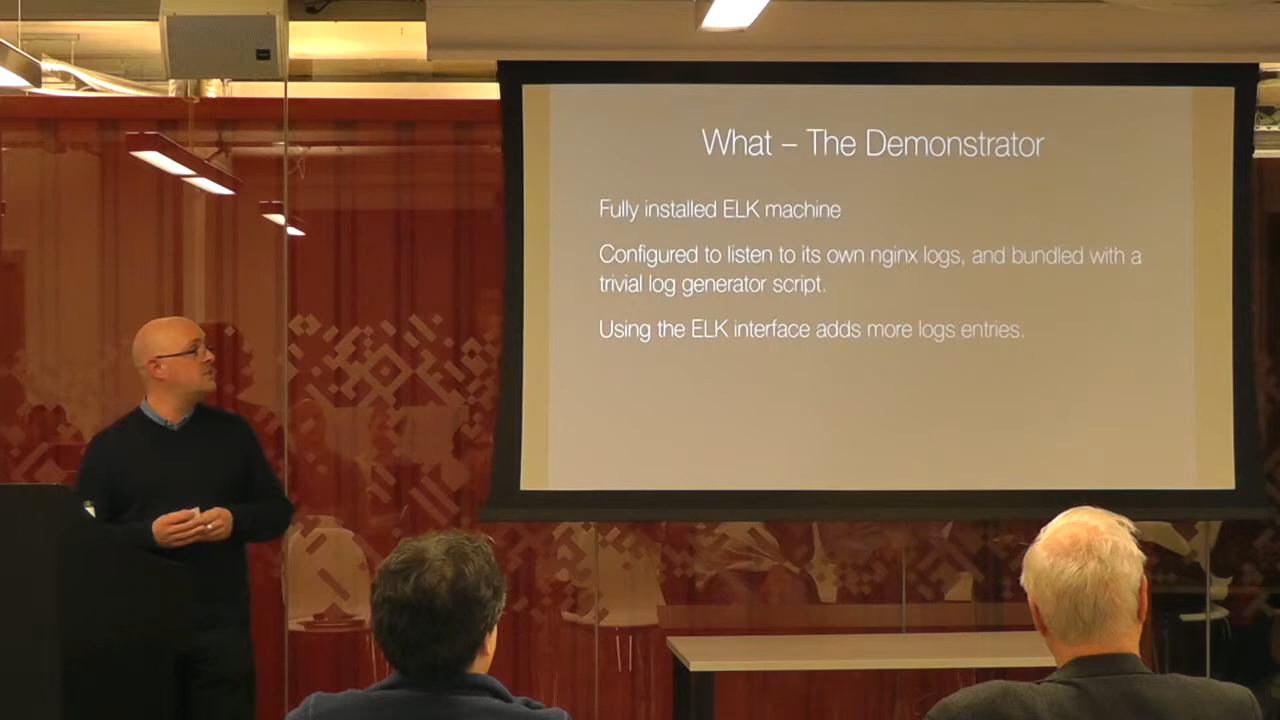 What – The Demonstrator
Fully installed ELK machine
Configured to listen to its own nginx logs, and bundled with a
trivial log generator script.
Using the ELK interface adds more logs entries.